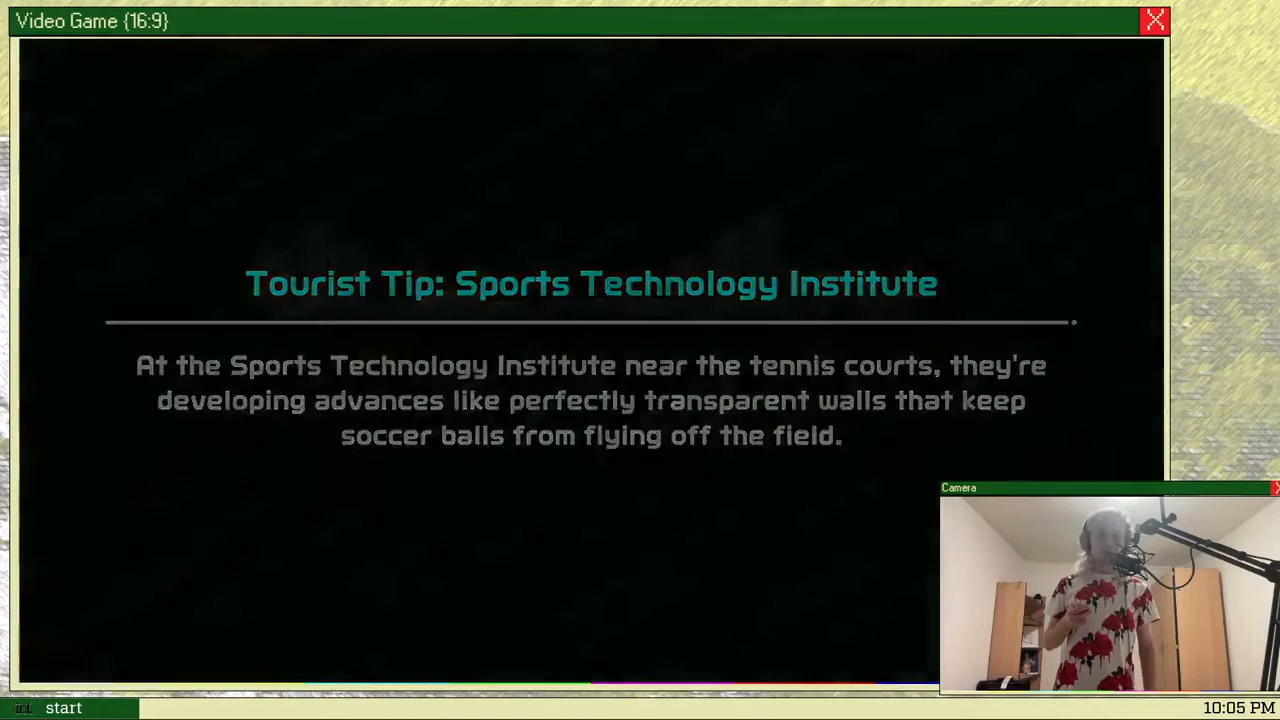 Video Game {16:9}
Tourist Tip: Sports Technology Institute
At the Sports Technology Institute near the tennis courts, they're
developing advances like perfectly transparent walls that keep
soccer balls from flying off the field.
Camera
start
10:05 PM